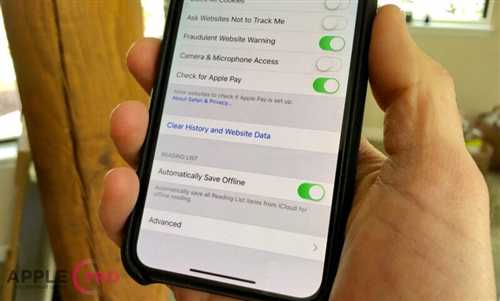 Cookies
Ask Websites Not to Track Me
Fraudulent Website Warning
Camera & Microphone Access
Check for Apple Pay
Allow websites to check if Apple Pay is set up.
About Safari & Privacy...
Clear History and Website Data
READING LIST
Automatically Save Offline
Automatically save all Reading List items from iCloud for
offline reading.
Advanced
APPLE PRO